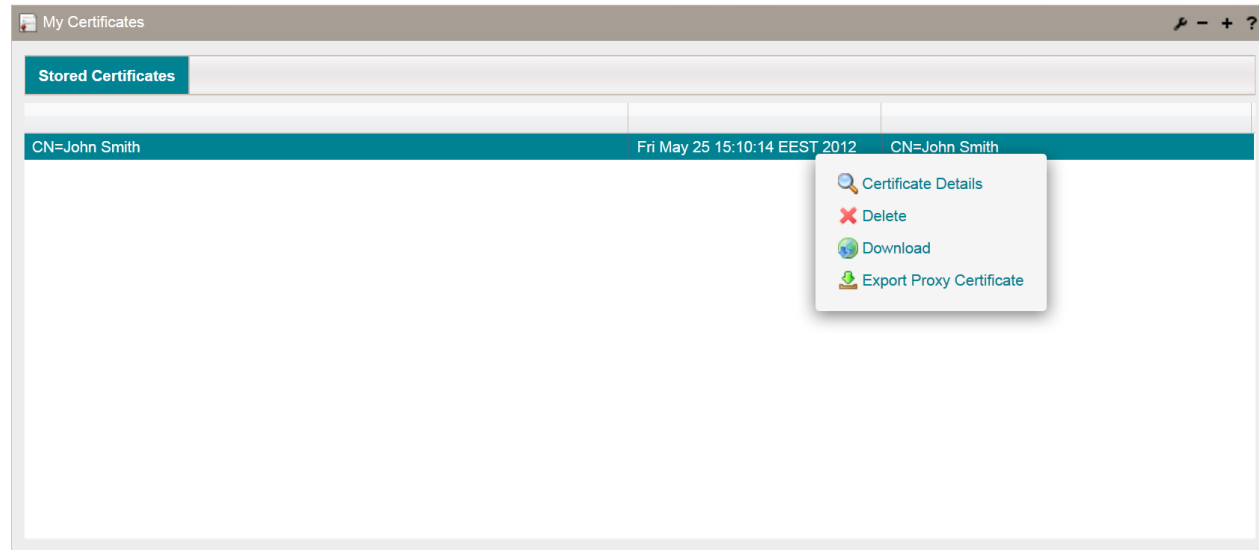 My Certificates
?
Stored Certificates
CN=John Smith Fri May 25 15:10:14 EEST 2012 CN=John Smith
Certificate Details
Delete
Download
Export Proxy Certificate